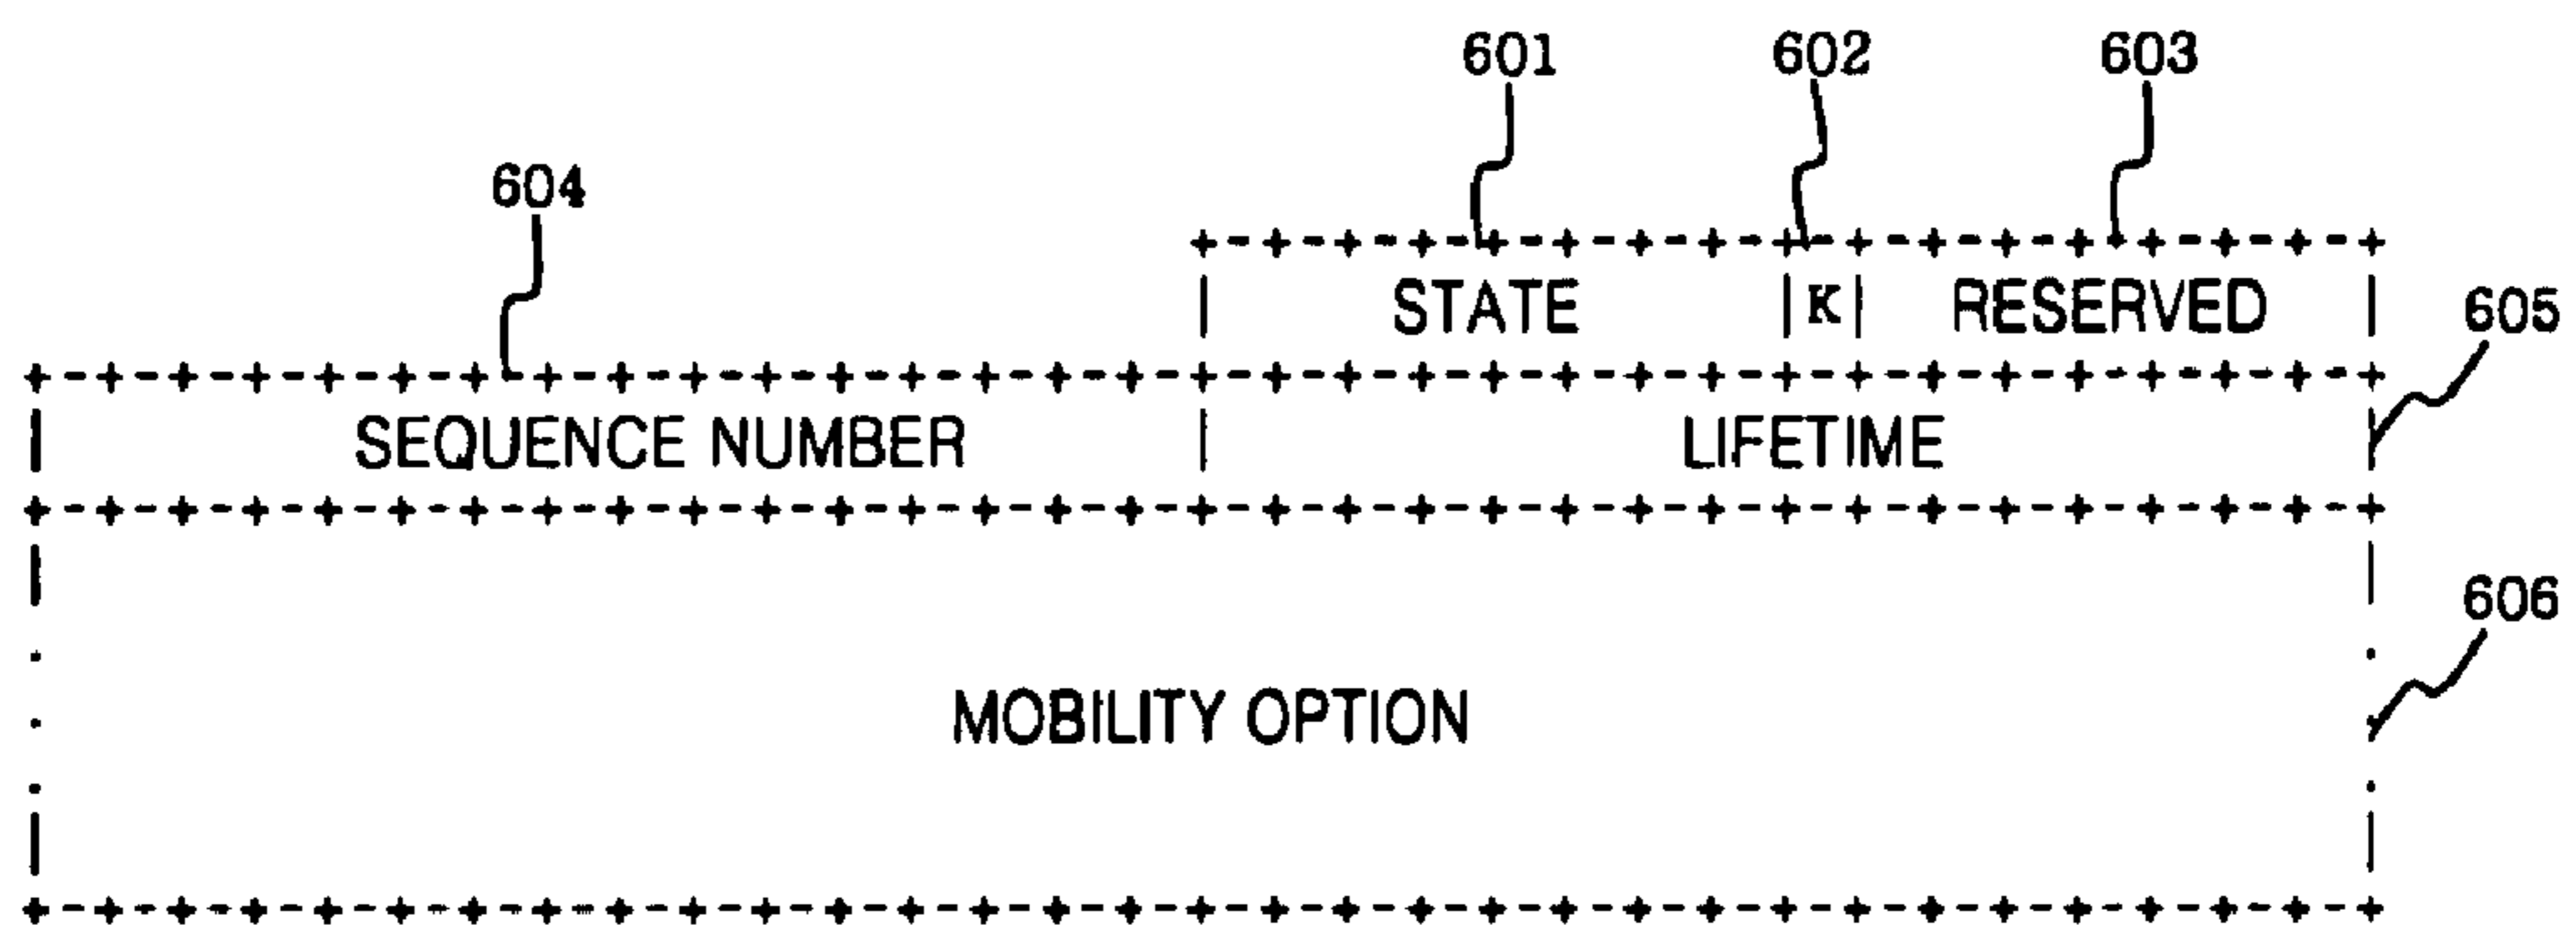 601 602 603
604
STATE |K| RESERVED
605
SEQUENCE NUMBER | LIFETIME
606
MOBILITY OPTION